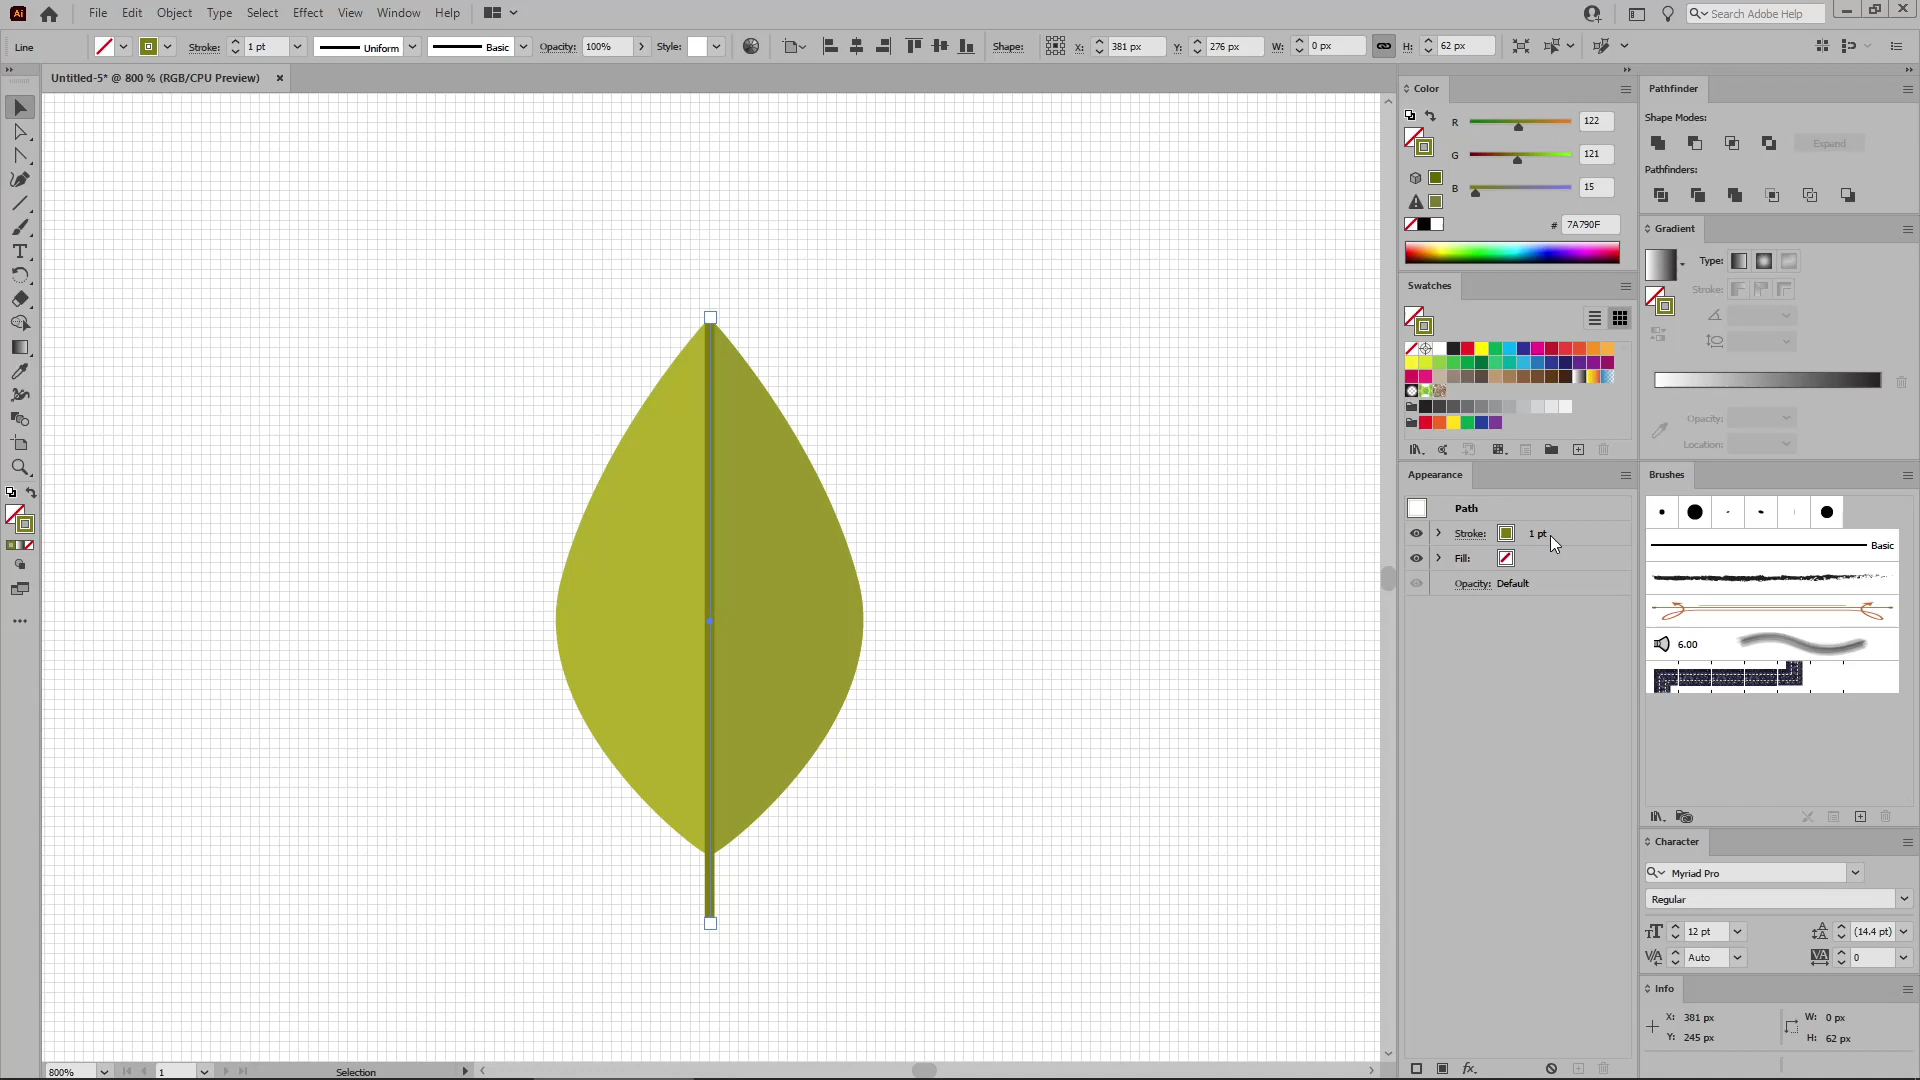 Ai File Edit Object Type Select Effect View Window Help Search Adobe Help
Line Stroke: 1 pt Uniform Basic Opacity: 100% Style: Shape: X: 381 px Y: 276 px W: 0 px H: 62 px
Untitled-5* @ 800 % (RGB/CPU Preview)
Color
R 122
G 121
B 15
# 7A790F
Swatches
Appearance
Path
Stroke: 1 pt
Fill:
Opacity: Default
fx.
Pathfinder
Shape Modes:
Expand
Pathfinders:
Gradient
Type:
Stroke:
Opacity:
Location:
Brushes
Basic
6.00
Character
Myriad Pro
Regular
12 pt (14.4 pt)
Auto 0
Info
X: 381 px W: 0 px
Y: 245 px H: 62 px
800% 1 Selection